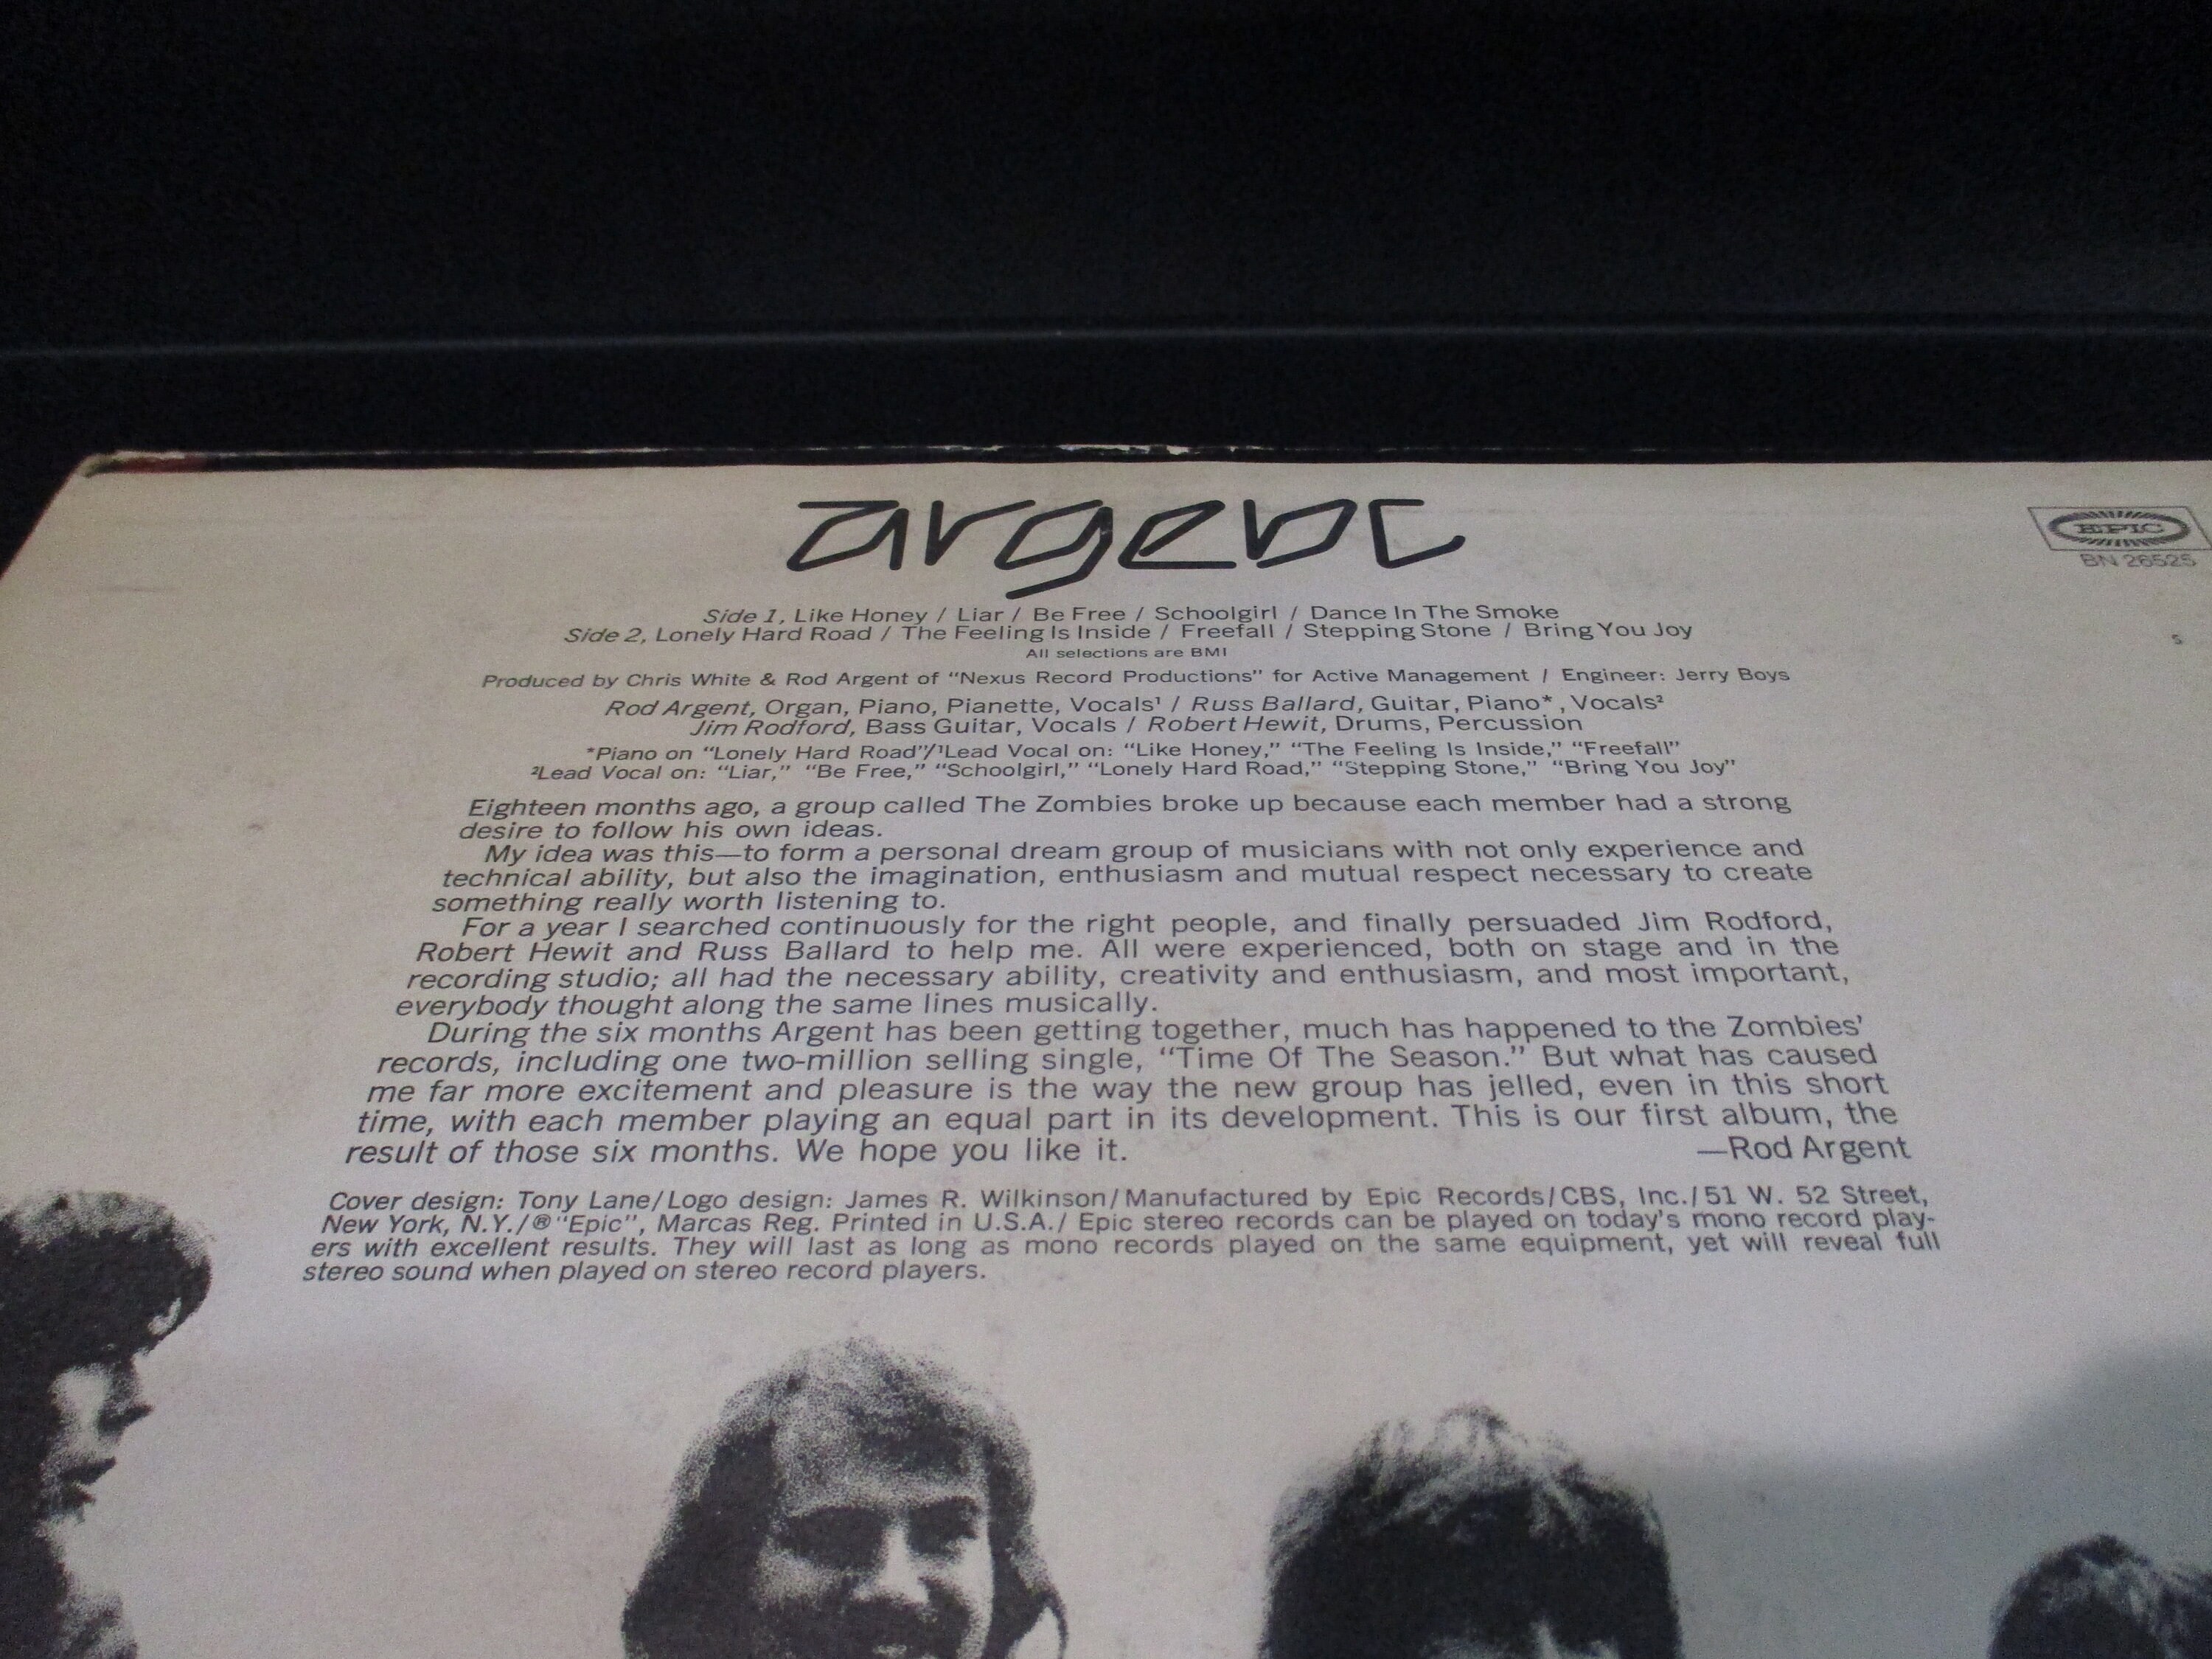 argent
EPIC
BN 26525
Side 1, Like Honey / Liar / Be Free / Schoolgirl / Dance In The Smoke
Side 2, Lonely Hard Road / The Feeling Is Inside / Freefall / Stepping Stone / Bring You Joy
All selections are BMI
Produced by Chris White & Rod Argent of “Nexus Record Productions” for Active Management / Engineer: Jerry Boys
Rod Argent, Organ, Piano, Pianette, Vocals¹ / Russ Ballard, Guitar, Piano*, Vocals²
Jim Rodford, Bass Guitar, Vocals / Robert Hewit, Drums, Percussion
*Piano on “Lonely Hard Road”/¹Lead Vocal on: “Like Honey,” “The Feeling Is Inside,” “Freefall”
²Lead Vocal on: “Liar,” “Be Free,” “Schoolgirl,” “Lonely Hard Road,” “Stepping Stone,” “Bring You Joy”
Eighteen months ago, a group called The Zombies broke up because each member had a strong
desire to follow his own ideas.
My idea was this—to form a personal dream group of musicians with not only experience and
technical ability, but also the imagination, enthusiasm and mutual respect necessary to create
something really worth listening to.
For a year I searched continuously for the right people, and finally persuaded Jim Rodford,
Robert Hewit and Russ Ballard to help me. All were experienced, both on stage and in the
recording studio; all had the necessary ability, creativity and enthusiasm, and most important,
everybody thought along the same lines musically.
During the six months Argent has been getting together, much has happened to the Zombies’
records, including one two-million selling single, “Time Of The Season.” But what has caused
me far more excitement and pleasure is the way the new group has jelled, even in this short
time, with each member playing an equal part in its development. This is our first album, the
result of those six months. We hope you like it. —Rod Argent
Cover design: Tony Lane/Logo design: James R. Wilkinson/Manufactured by Epic Records/CBS, Inc./51 W. 52 Street,
New York, N.Y./® “Epic”, Marcas Reg. Printed in U.S.A./ Epic stereo records can be played on today's mono record play-
ers with excellent results. They will last as long as mono records played on the same equipment, yet will reveal full
stereo sound when played on stereo record players.